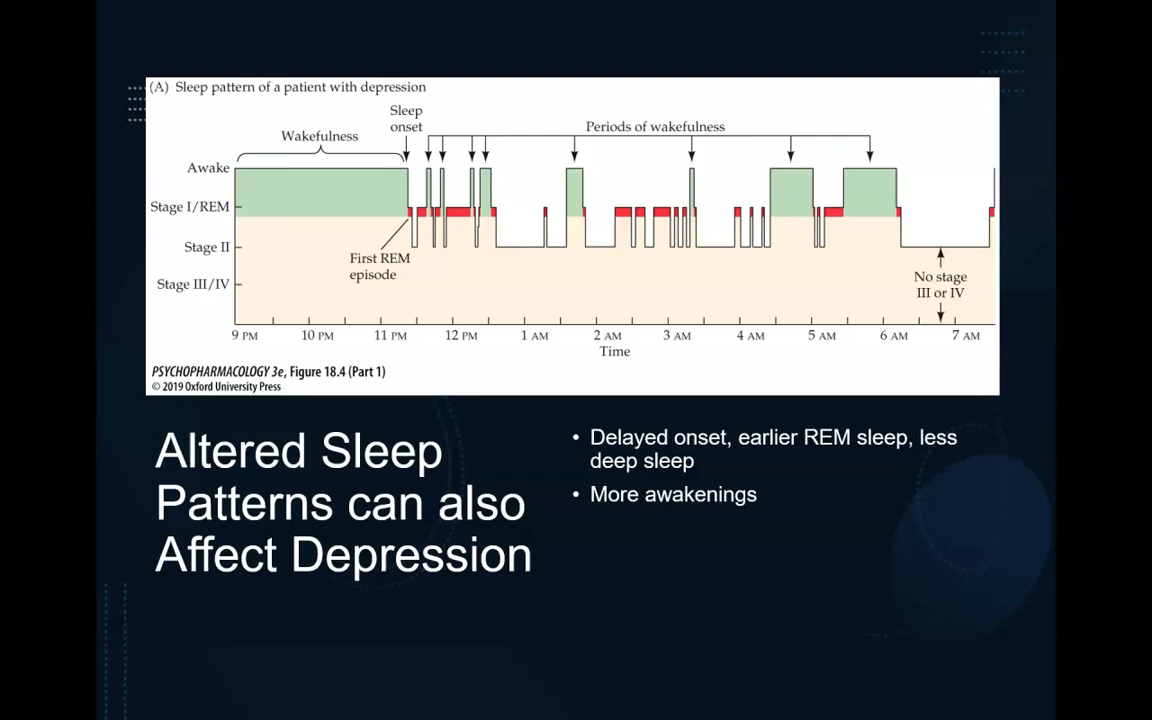 (A) Sleep pattern of a patient with depression
Sleep
onset
Wakefulness
Periods of wakefulness
Awake
Stage I/REM
Stage II
First REM
episode
Stage III/IV
No stage
III or IV
9 PM 10 PM 11 PM 12 PM 1 AM 2 AM 3 AM 4 AM 5 AM 6 AM 7 AM
Time
PSYCHOPHARMACOLOGY 3e, Figure 18.4 (Part 1)
© 2019 Oxford University Press
Altered Sleep
Patterns can also
Affect Depression
• Delayed onset, earlier REM sleep, less
deep sleep
• More awakenings